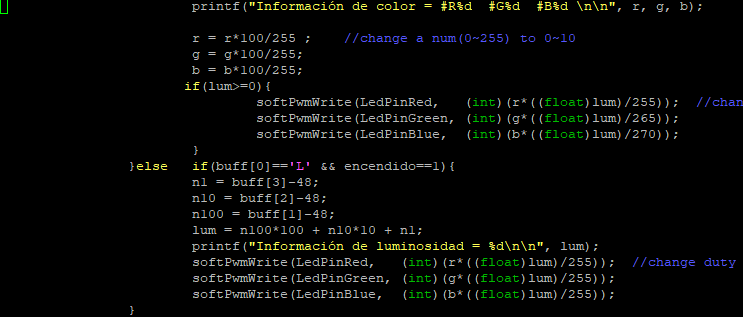 printf("Información de color = #R%d  #G%d  #B%d \n\n", r, g, b);
r = r*100/255 ;    //change a num(0~255) to 0~10
g = g*100/255;
b = b*100/255;
if(lum>=0){
softPwmWrite(LedPinRed,   (int)(r*((float)lum)/255));  //chan
softPwmWrite(LedPinGreen, (int)(g*((float)lum)/265));
softPwmWrite(LedPinBlue,  (int)(b*((float)lum)/270));
}
}else   if(buff[0]=='L' && encendido==1){
n1 = buff[3]-48;
n10 = buff[2]-48;
n100 = buff[1]-48;
lum = n100*100 + n10*10 + n1;
printf("Información de luminosidad = %d\n\n", lum);
softPwmWrite(LedPinRed,   (int)(r*((float)lum)/255));  //change duty
softPwmWrite(LedPinGreen, (int)(g*((float)lum)/255));
softPwmWrite(LedPinBlue,  (int)(b*((float)lum)/255));
}